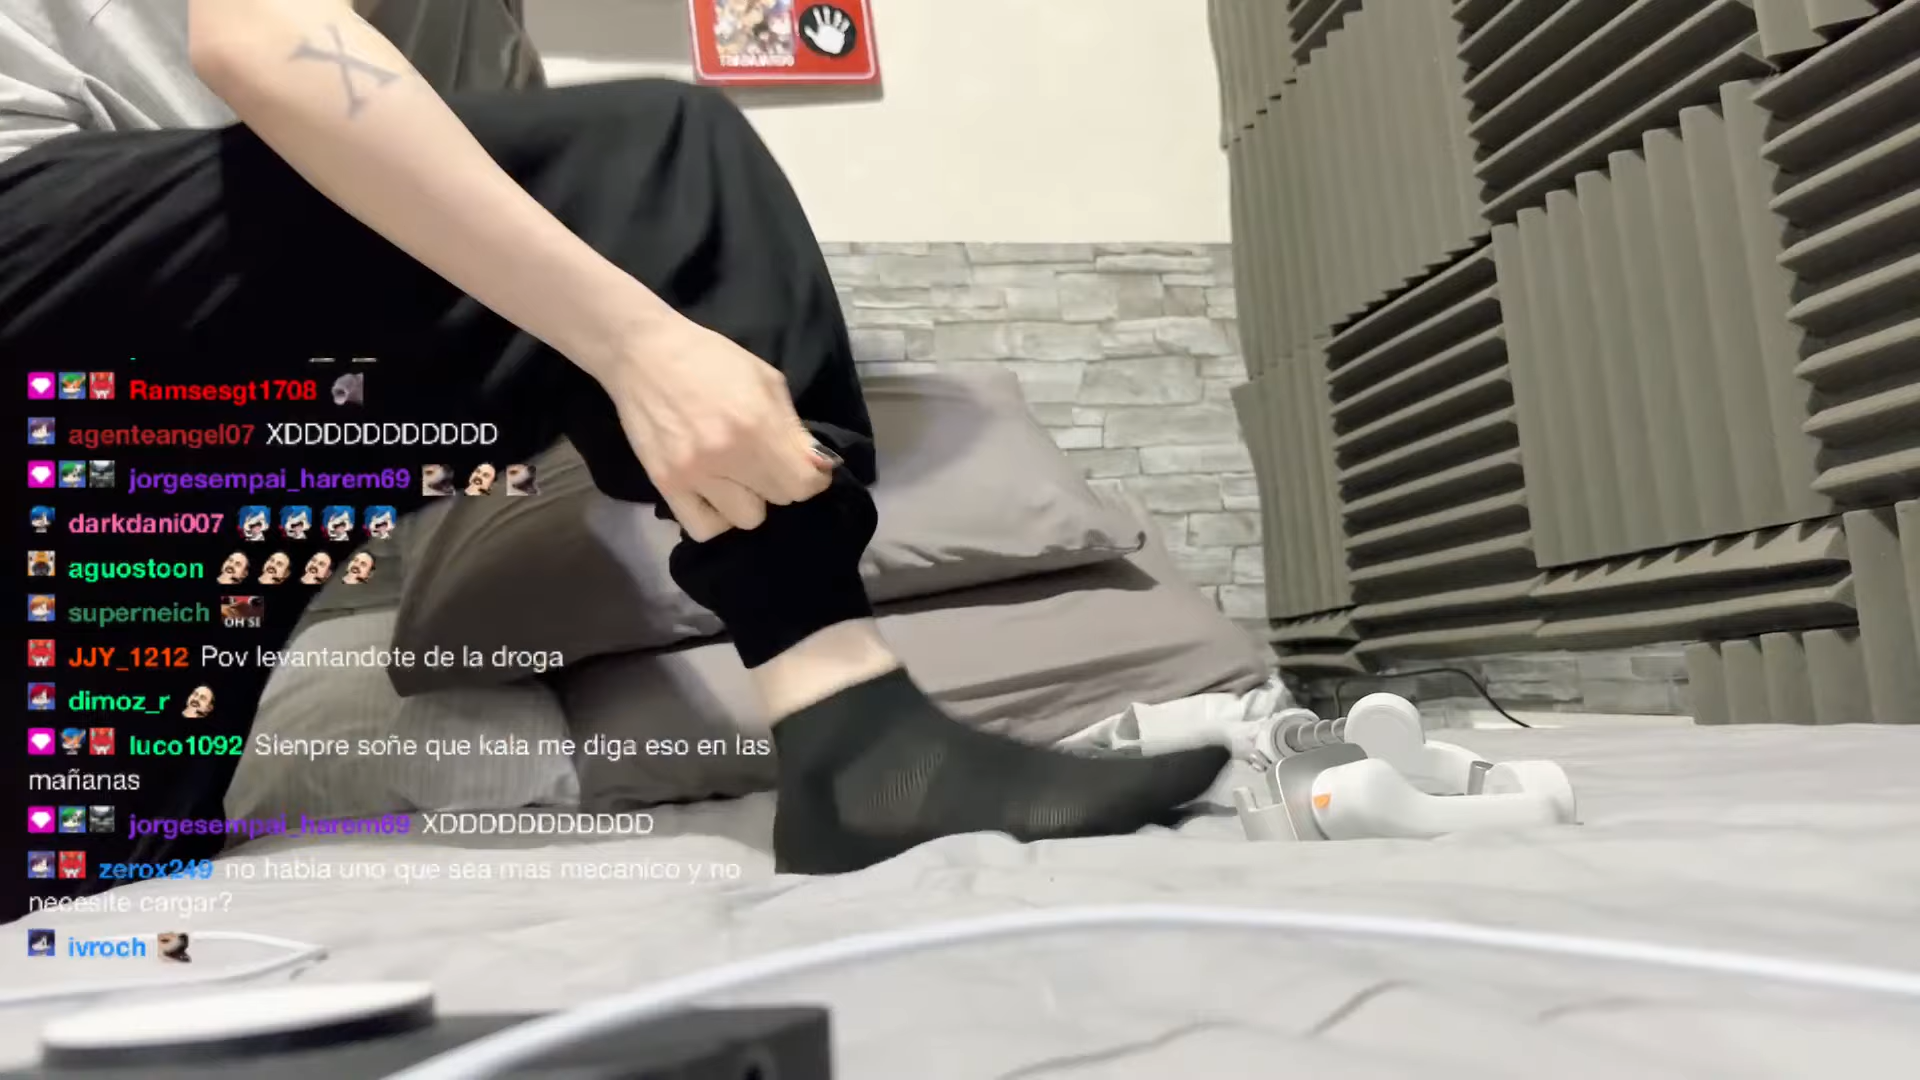 Ramsesgt1708
agenteangel07 XDDDDDDDDDDD
jorgesempai_harem69
darkdani007
aguostoon
superneich OH SI
JJY_1212 Pov levantandote de la droga
dimoz_r
luco1092 Sienpre soñe que kala me diga eso en las
mañanas
jorgesempai_harem69 XDDDDDDDDDDD
zerox249 no habia uno que sea mas mecanico y no
necesite cargar?
ivroch